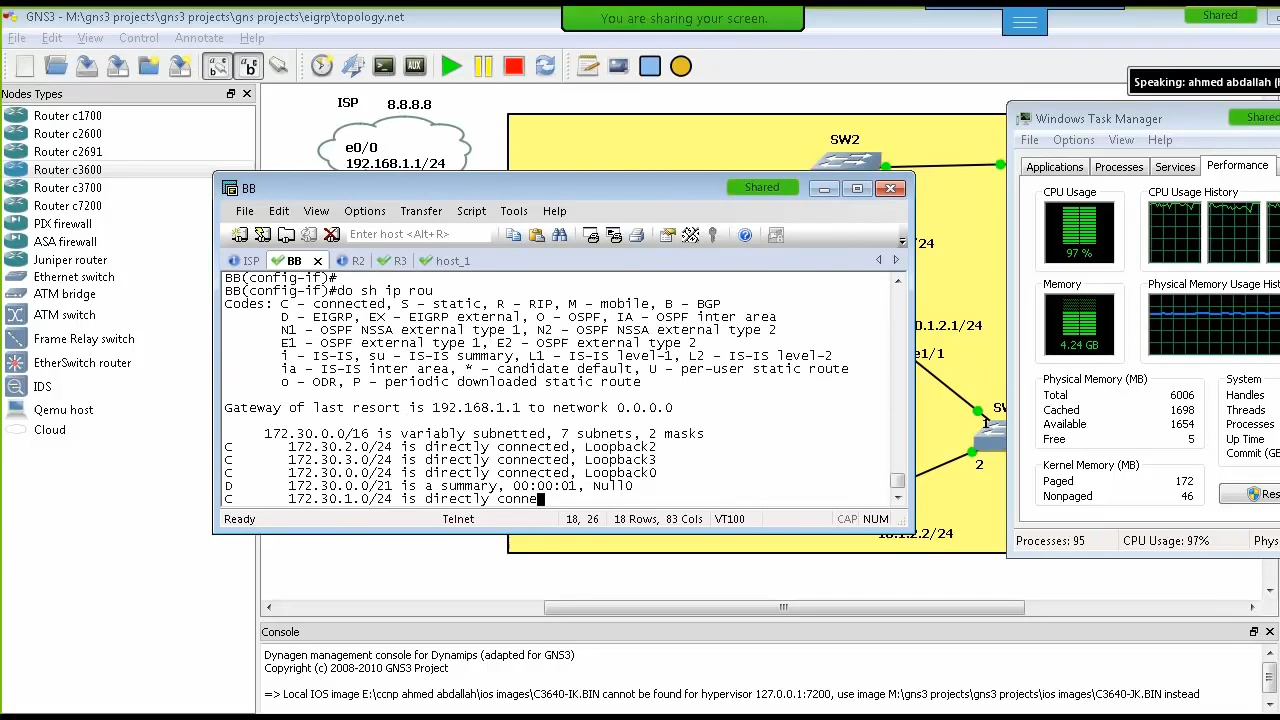 GNS3 - M:\gns3 projects\gns3 projects\gns projects\eigrp\topology.net
You are sharing your screen.
Shared
File Edit View Control Annotate Help
Speaking: ahmed abdallah (
Nodes Types
Router c1700
Router c2600
Router c2691
Router c3600
Router c3700
Router c7200
PIX firewall
ASA firewall
Juniper router
Ethernet switch
ATM bridge
ATM switch
Frame Relay switch
EtherSwitch router
IDS
Qemu host
Cloud
ISP 8.8.8.8
e0/0
192.168.1.1/24
SW2
BB
Shared
File Edit View Options Transfer Script Tools Help
Enter host <Alt+R>
ISP BB R2 R3 host_1
BB(config-if)#
BB(config-if)#do sh ip rou
Codes: C - connected, S - static, R - RIP, M - mobile, B - BGP
D - EIGRP, EX - EIGRP external, O - OSPF, IA - OSPF inter area
N1 - OSPF NSSA external type 1, N2 - OSPF NSSA external type 2
E1 - OSPF external type 1, E2 - OSPF external type 2
i - IS-IS, su - IS-IS summary, L1 - IS-IS level-1, L2 - IS-IS level-2
ia - IS-IS inter area, * - candidate default, U - per-user static route
o - ODR, P - periodic downloaded static route
Gateway of last resort is 192.168.1.1 to network 0.0.0.0
172.30.0.0/16 is variably subnetted, 7 subnets, 2 masks
C 172.30.2.0/24 is directly connected, Loopback2
C 172.30.3.0/24 is directly connected, Loopback3
C 172.30.0.0/24 is directly connected, Loopback0
D 172.30.0.0/21 is a summary, 00:00:01, Null0
C 172.30.1.0/24 is directly conne
Ready Telnet 18, 26 18 Rows, 83 Cols VT100 CAP NUM
/24
0.1.2.1/24
e1/1
1
2
10.1.2.2/24
Windows Task Manager
Shared
File Options View Help
Applications Processes Services Performance
CPU Usage CPU Usage History
97 %
Memory Physical Memory Usage Hist
4.24 GB
Physical Memory (MB)
Total 6006
Cached 1698
Available 1654
Free 5
Kernel Memory (MB)
Paged 172
Nonpaged 46
System
Handles
Threads
Processes
Up Time
Commit (GB
Processes: 95 CPU Usage: 97% Phys
Console
Dynagen management console for Dynamips (adapted for GNS3)
Copyright (c) 2008-2010 GNS3 Project
=> Local IOS image E:\ccnp ahmed abdallah\ios images\C3640-IK.BIN cannot be found for hypervisor 127.0.0.1:7200, use image M:\gns3 projects\gns3 projects\ios images\C3640-JK.BIN instead